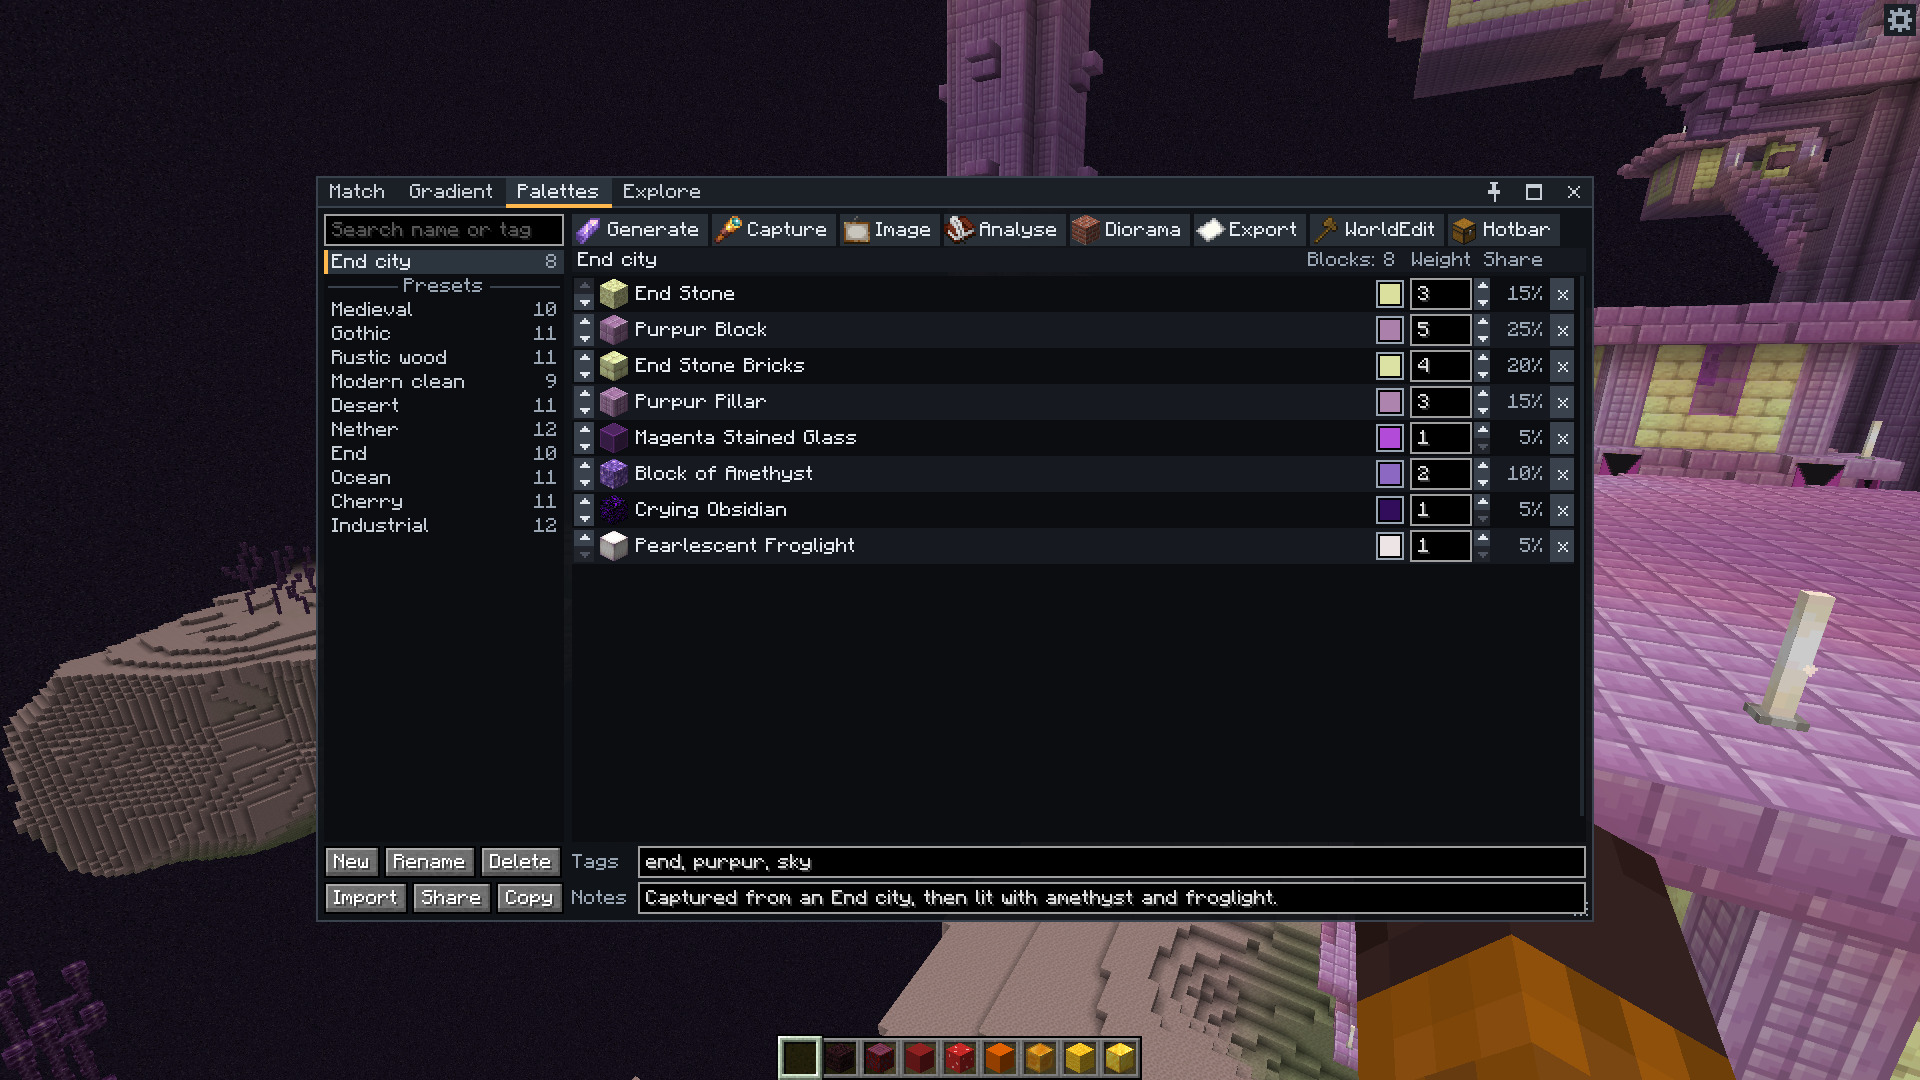 Match Gradient Palettes Explore
Search name or tag
Generate Capture Image Analyse Diorama Export WorldEdit Hotbar
End city 8
Presets
Medieval 10
Gothic 11
Rustic wood 11
Modern clean 9
Desert 11
Nether 12
End 10
Ocean 11
Cherry 11
Industrial 12
End city Blocks: 8 Weight Share
End Stone 3 15%
Purpur Block 5 25%
End Stone Bricks 4 20%
Purpur Pillar 3 15%
Magenta Stained Glass 1 5%
Block of Amethyst 2 10%
Crying Obsidian 1 5%
Pearlescent Froglight 1 5%
New Rename Delete
Import Share Copy
Tags end, purpur, sky
Notes Captured from an End city, then lit with amethyst and froglight.